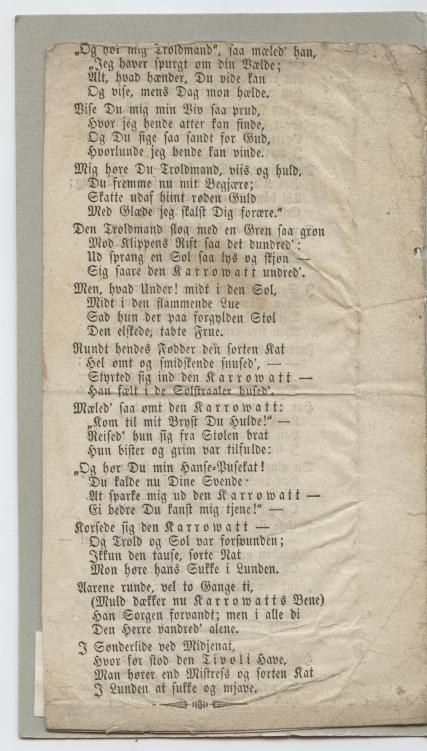 „Og hør mig Troldmand“, saa mæled' han,
„Jeg haver spurgt om din Vælde;
Alt, hvad hænder, Du vide kan
Og vise, mens Dag mon hælde.
Vise Du mig min Viv saa prud,
Hvor jeg hende atter kan finde,
Og Du sige saa sandt for Gud,
Hvorlunde jeg hende kan vinde.
Mig høre Du Troldmand, viis og huld,
Du fremme nu mit Begjære;
Skatte udaf hiint røden Guld
Med Glæde jeg skalst Dig forære.“
Den Troldmand slog med en Gren saa grøn
Mod Klippens Rift saa det dundred':
Ud sprang en Sol saa lys og skjøn —
Sig saare den Karrowatt undred'.
Men, hvad Under! midt i den Sol,
Midt i den flammende Lue
Sad hun der paa forgylden Stol
Den elskede, tabte Frue.
Rundt hendes Fødder den sorten Kat
Hel ømt og smidskende snused', —
Styrted sig ind den Karrowatt —
Han fælt i de Solstraaler hused'.
Mæled' saa ømt den Karrowatt:
„Kom til mit Bryst Du Hulde!“ —
Reised' hun sig fra Stolen brat
Hun bister og grim var tilfulde:
„Og hør Du min Hanse-Pusekat!
Du kalde nu Dine Svende
At sparke mig ud den Karrowatt —
Ei bedre Du kanst mig tjene!“ —
Korsede sig den Karrowatt —
Og Trold og Sol var forsvunden;
Ikkun den tause, sorte Nat
Mon høre hans Sukke i Lunden.
Aarene runde, vel to Gange ti,
(Muld dækker nu Karrowatts Bene)
Han Sorgen forvandt; men i alle di
Den Herre vandred' alene.
I Sønderlide ved Midjenat,
Hvor før stod den Tivoli Have,
Man hører end Mistress og sorten Kat
I Lunden at sukke og mjave.